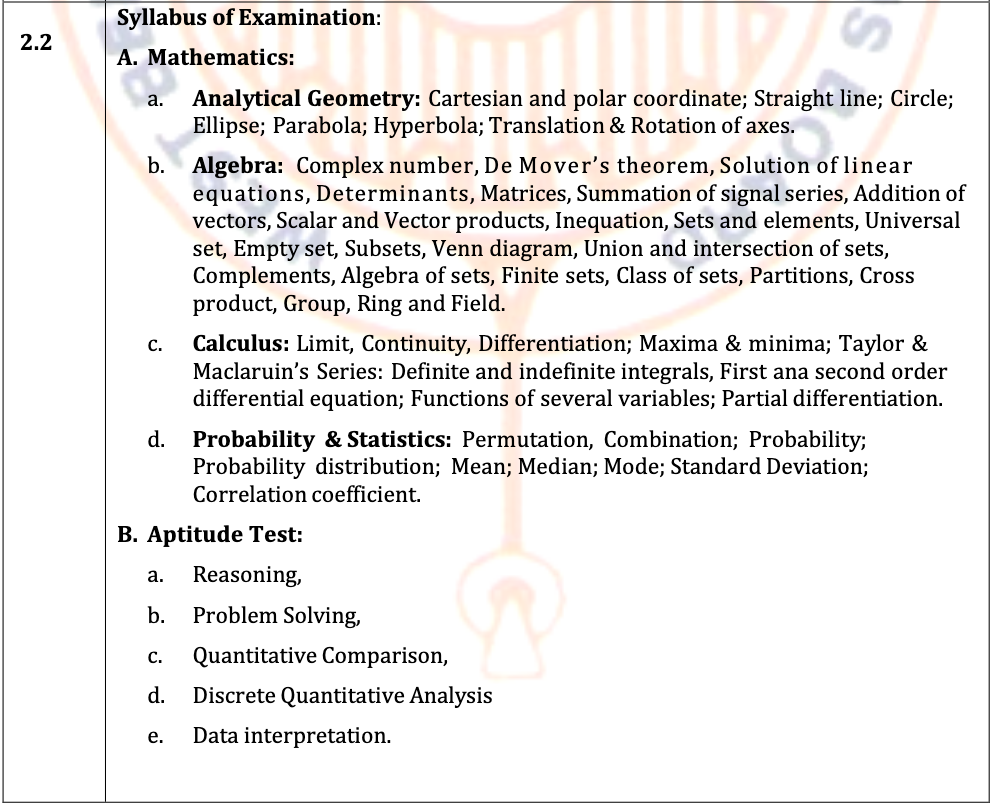 Syllabus of Examination:
2.2
A. Mathematics:
a. Analytical Geometry: Cartesian and polar coordinate; Straight line; Circle;
Ellipse; Parabola; Hyperbola; Translation & Rotation of axes.
b. Algebra: Complex number, De Mover's theorem, Solution of linear
equations, Determinants, Matrices, Summation of signal series, Addition of
vectors, Scalar and Vector products, Inequation, Sets and elements, Universal
set, Empty set, Subsets, Venn diagram, Union and intersection of sets,
Complements, Algebra of sets, Finite sets, Class of sets, Partitions, Cross
product, Group, Ring and Field.
c. Calculus: Limit, Continuity, Differentiation; Maxima & minima; Taylor &
Maclaruin's Series: Definite and indefinite integrals, First ana second order
differential equation; Functions of several variables; Partial differentiation.
d. Probability & Statistics: Permutation, Combination; Probability;
Probability distribution; Mean; Median; Mode; Standard Deviation;
Correlation coefficient.
B. Aptitude Test:
a. Reasoning,
b. Problem Solving,
c. Quantitative Comparison,
d. Discrete Quantitative Analysis
e. Data interpretation.